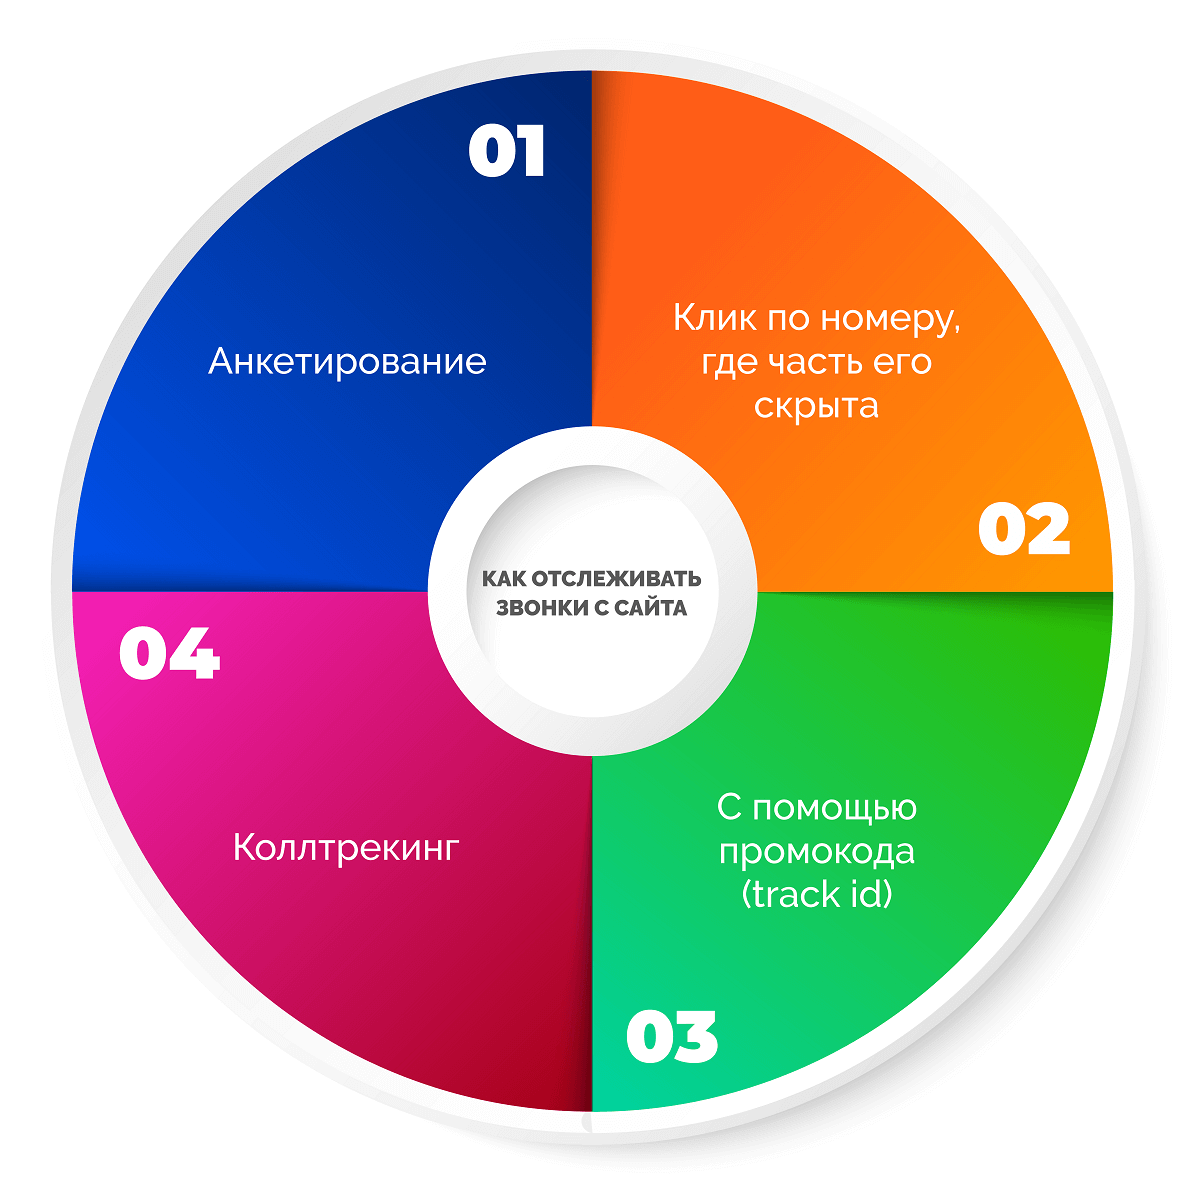 КАК ОТСЛЕЖИВАТЬ
ЗВОНКИ С САЙТА
01
Анкетирование
Клик по номеру,
где часть его
скрыта
02
С помощью
промокода
(track id)
03
04
Коллтрекинг